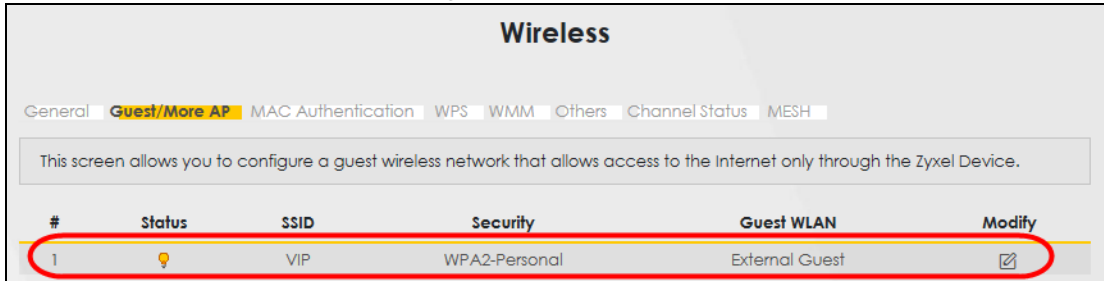 Wireless
General Guest/More AP MAC Authentication WPS WMM Others Channel Status MESH
This screen allows you to configure a guest wireless network that allows access to the Internet only through the Zyxel Device.
# Status SSID Security Guest WLAN Modify
1 VIP WPA2-Personal External Guest